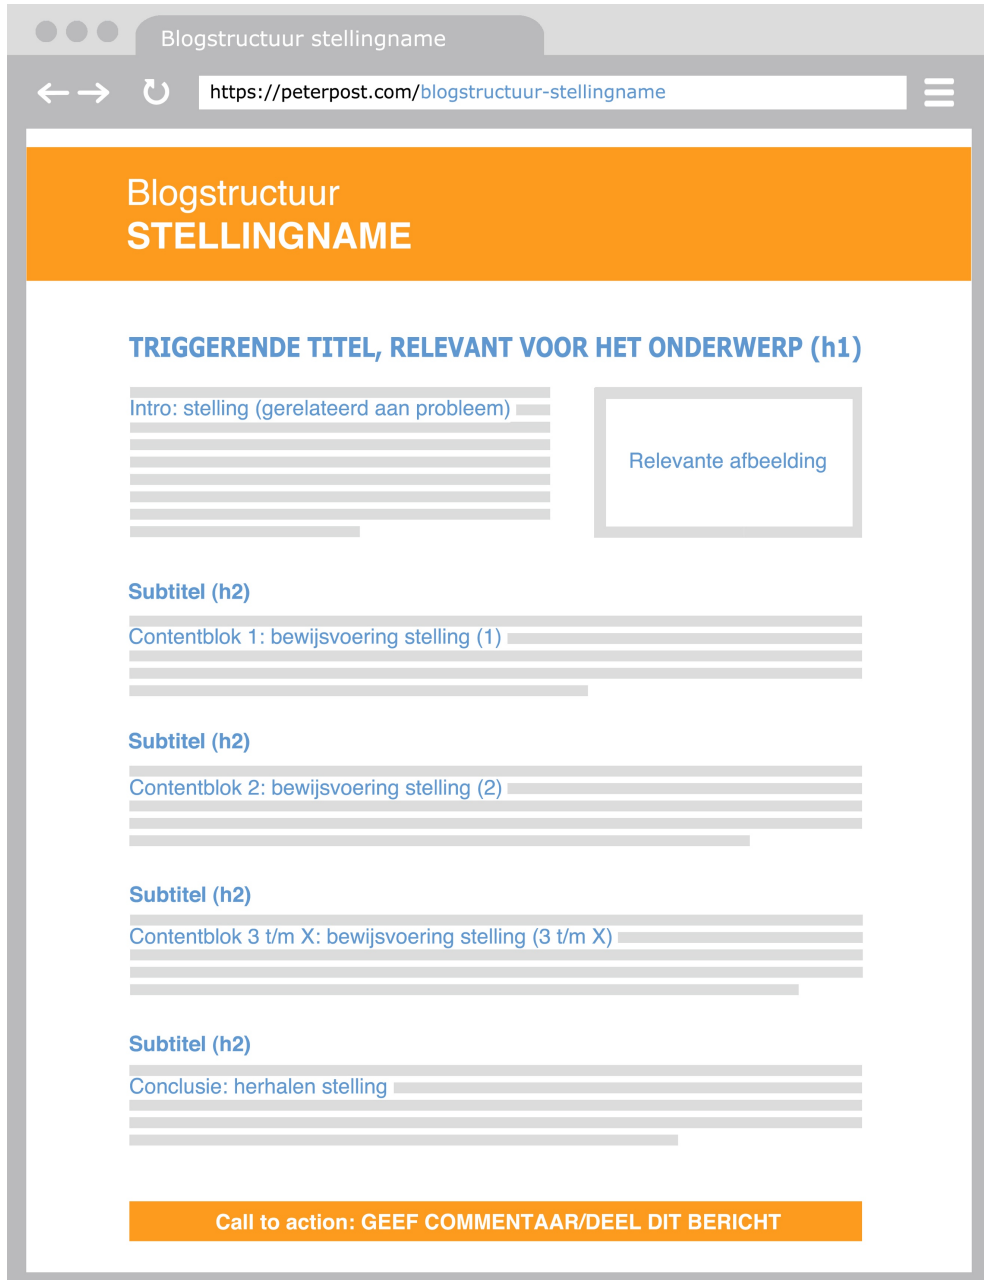 Blogstructuur stellingname
https://peterpost.com/blogstructuur-stellingname
Blogstructuur
STELLINGNAME
TRIGGERENDE TITEL, RELEVANT VOOR HET ONDERWERP (h1)
Intro: stelling (gerelateerd aan probleem)
Relevante afbeelding
Subtitel (h2)
Contentblok 1: bewijsvoering stelling (1)
Subtitel (h2)
Contentblok 2: bewijsvoering stelling (2)
Subtitel (h2)
Contentblok 3 t/m X: bewijsvoering stelling (3 t/m X)
Subtitel (h2)
Conclusie: herhalen stelling
Call to action: GEEF COMMENTAAR/DEEL DIT BERICHT